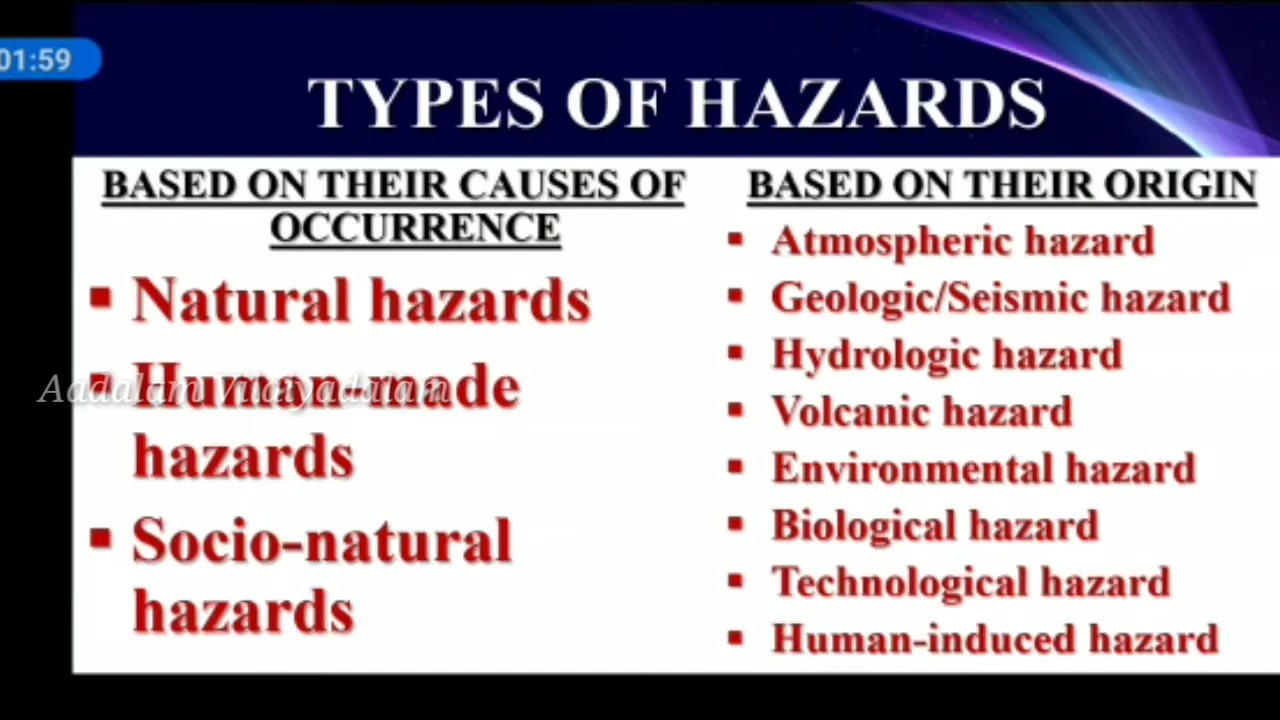 01:59
TYPES OF HAZARDS
BASED ON THEIR CAUSES OF
OCCURRENCE
Natural hazards
Human-made
hazards
Socio-natural
hazards
BASED ON THEIR ORIGIN
Atmospheric hazard
Geologic/Seismic hazard
Hydrologic hazard
Volcanic hazard
Environmental hazard
Biological hazard
Technological hazard
Human-induced hazard
Aadalam